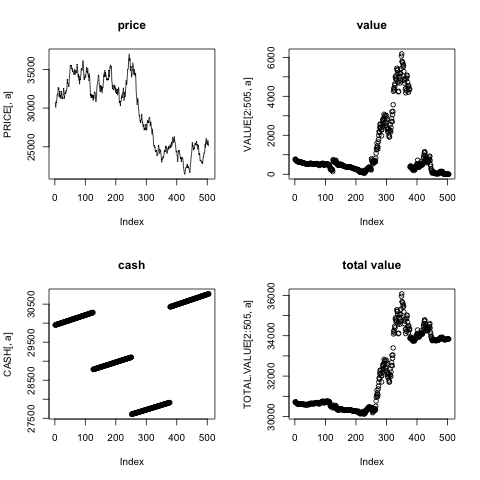 price
PRICE[, a]
25000 30000 35000
0 100 200 300 400 500
Index
value
VALUE[2:505, a]
0 2000 4000 6000
0 100 200 300 400 500
Index
cash
CASH[, a]
27500 28500 29500 30500
0 100 200 300 400 500
Index
total value
TOTAL.VALUE[2:505, a]
30000 32000 34000 36000
0 100 200 300 400 500
Index